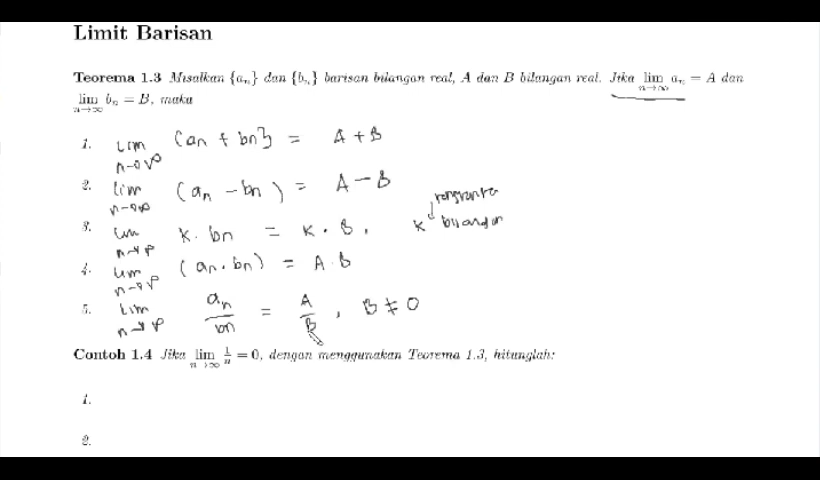 Limit Barisan
Teorema 1.3 Misalkan {aₙ} dan {bₙ} barisan bilangan real, A dan B bilangan real. Jika lim n→∞ aₙ = A dan
lim n→∞ bₙ = B, maka
1. lim n→∞ (an + bn) = A + B
2. lim n→∞ (an - bn) = A - B
3. lim n→∞ k. bn = k. B, k bilangan
4. lim n→∞ (an. bn) = A. B
5. lim n→∞ an/bn = A/B, B ≠ 0
Contoh 1.4 Jika lim n→∞ 1/n = 0, dengan menggunakan Teorema 1.3, hitunglah:
1.
2.